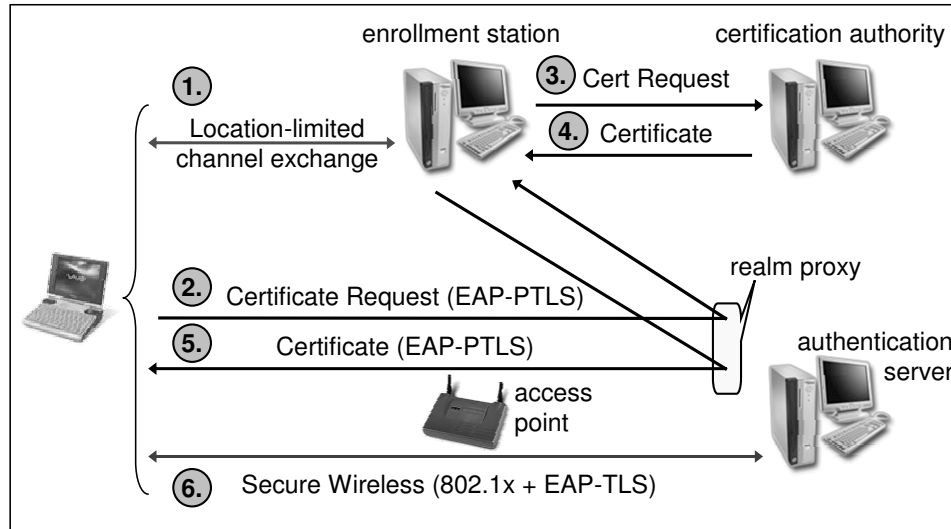 enrollment station
certification authority
1.
3. Cert Request
Location-limited
channel exchange
4. Certificate
realm proxy
2. Certificate Request (EAP-PTLS)
5. Certificate (EAP-PTLS)
authentication
server
access
point
6. Secure Wireless (802.1x + EAP-TLS)